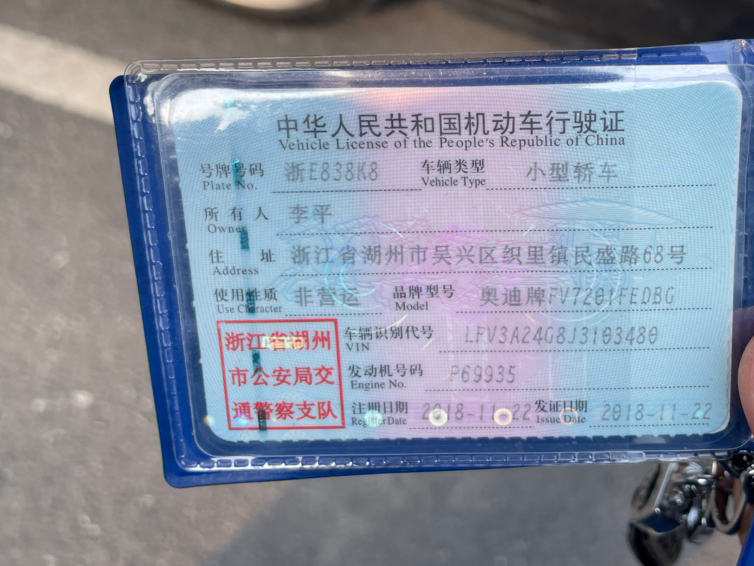 中华人民共和国机动车行驶证
Vehicle License of the People's Republic of China
号牌号码 浙E838K8 车辆类型 小型轿车
Plate No. Vehicle Type
所有人 李平
Owner
住址 浙江省湖州市吴兴区织里镇民盛路68号
Address
使用性质 非营运 品牌型号 奥迪牌FV7201FEDBG
Use Character Model
浙江省湖州
市公安局交
通警察支队
车辆识别代号 LFV3A24G8J3103480
VIN
发动机号码 P69935
Engine No.
注册日期 2018-11-22 发证日期 2018-11-22
Register Date Issue Date